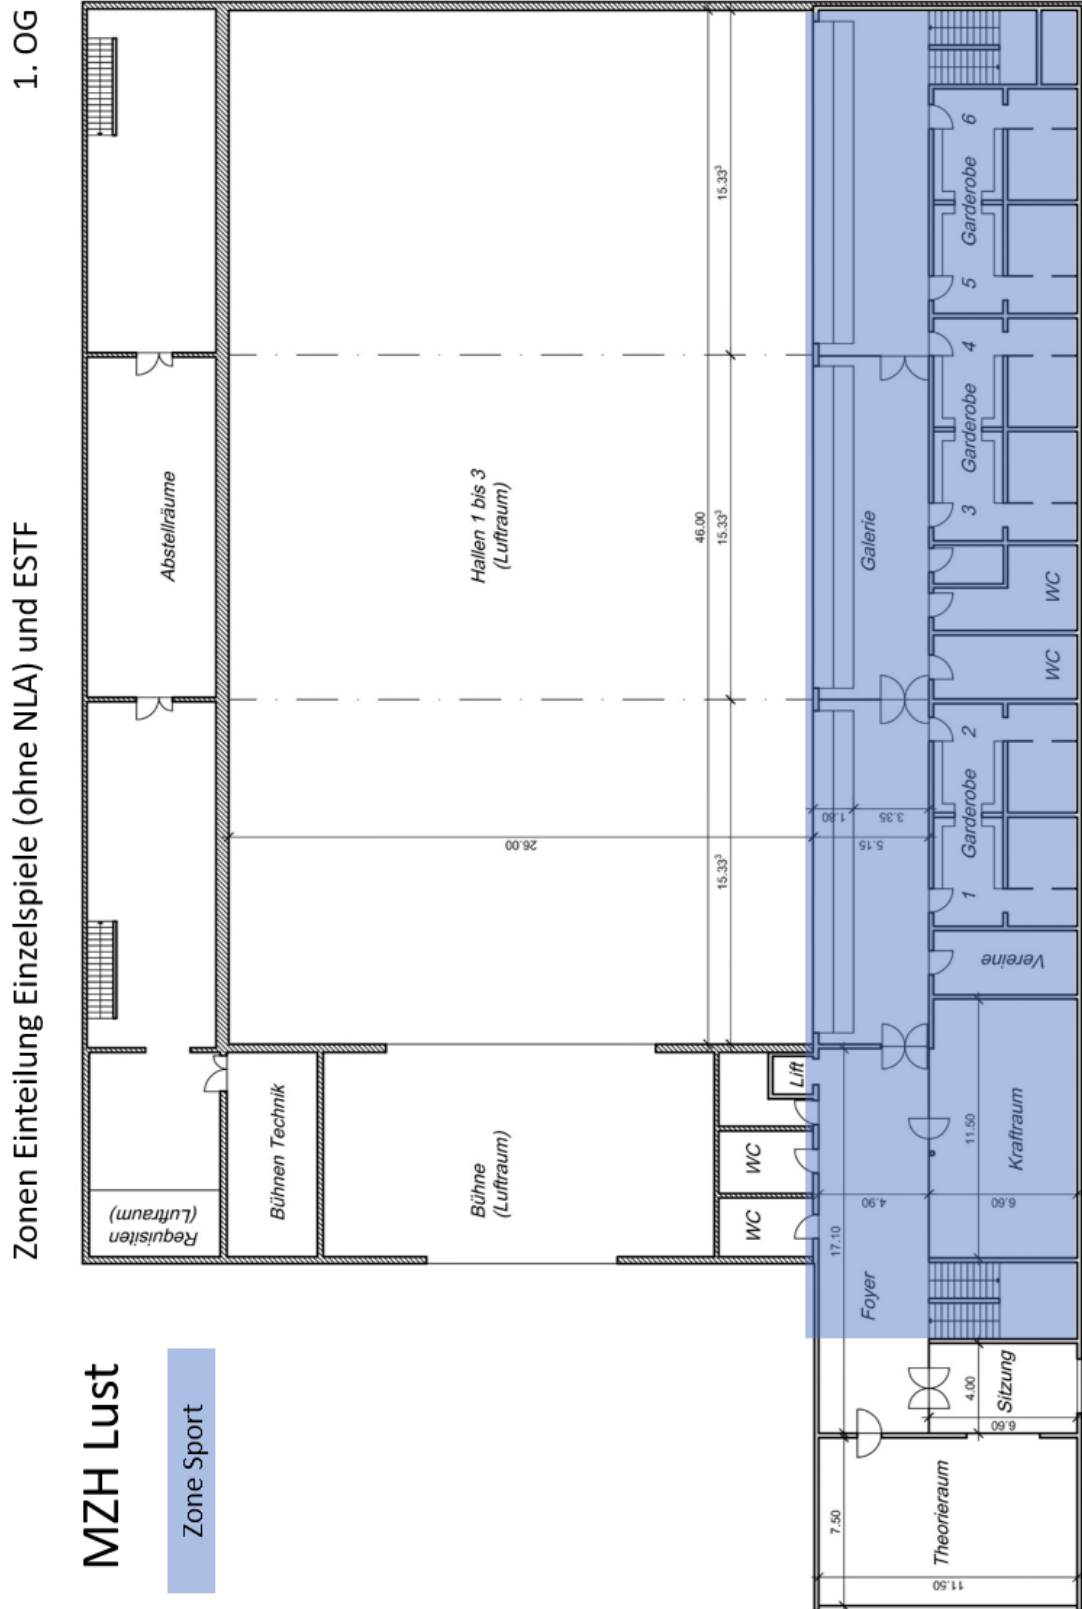 MZH Lust
Zonen Einteilung Einzelspiele (ohne NLA) und ESTF
1. OG
Zone Sport
Requisiten
(Luftraum)
Abstellräume
Bühnen Technik
Bühne
(Luftraum)
Hallen 1 bis 3
(Luftraum)
26.00
46.00
15.33³
15.33³
15.33³
WC
WC
Lift
17.10
7.50
Foyer
4.90
Galerie
1.80
3.35
5.15
Theorieraum
11.50
4.00
Sitzung
6.60
11.50
Kraftraum
6.60
Vereine
1 Garderobe 2
WC
WC
3 Garderobe 4
5 Garderobe 6